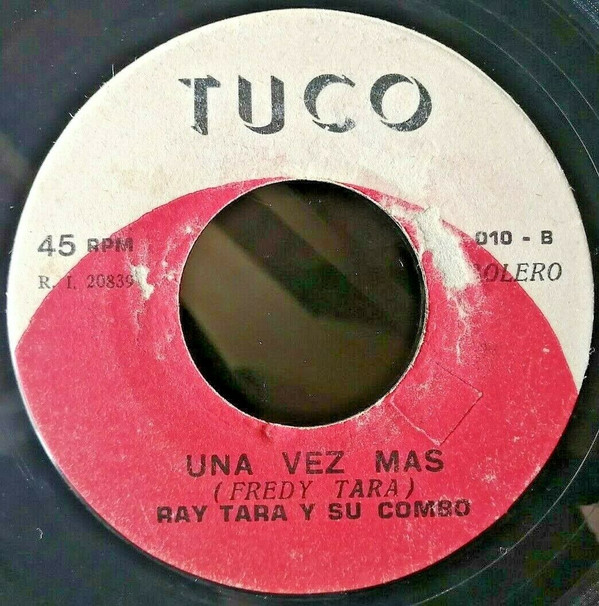 TUCO
45 RPM
010 - B
R. I. 20839
OLERO
UNA VEZ MAS
(FREDY TARA)
RAY TARA Y SU COMBO